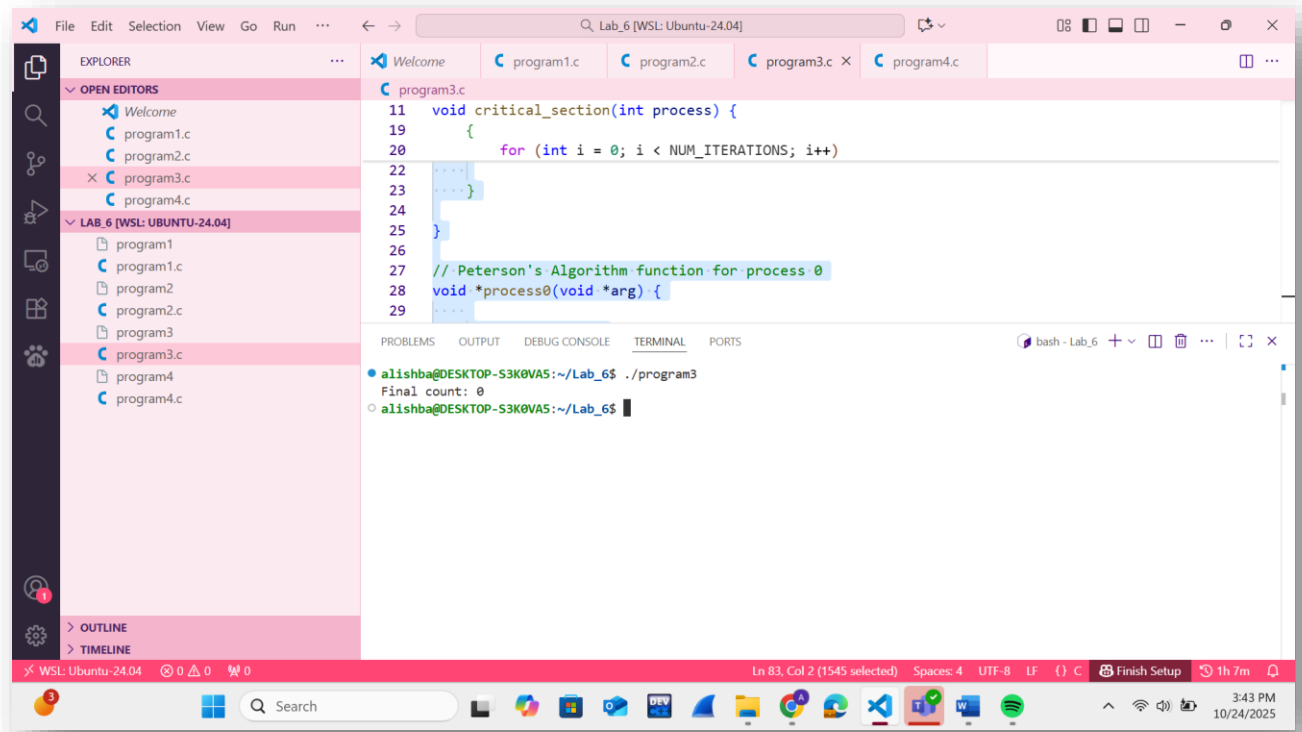 File Edit Selection View Go Run ··· Lab_6 [WSL: Ubuntu-24.04]
EXPLORER ···
OPEN EDITORS
Welcome
program1.c
program2.c
program3.c
program4.c
LAB_6 [WSL: UBUNTU-24.04]
program1
program1.c
program2
program2.c
program3
program3.c
program4
program4.c
OUTLINE
TIMELINE
Welcome program1.c program2.c program3.c program4.c ···
program3.c
11 void critical_section(int process) {
19 {
20 for (int i = 0; i < NUM_ITERATIONS; i++)
22 ····
23 ····}
24
25 }
26
27 //·Peterson's·Algorithm·function·for·process·0
28 void·*process0(void·*arg)·{
29 ····
PROBLEMS OUTPUT DEBUG CONSOLE TERMINAL PORTS bash - Lab_6 ···
alishba@DESKTOP-S3K0VA5:~/Lab_6$ ./program3
Final count: 0
alishba@DESKTOP-S3K0VA5:~/Lab_6$
1
WSL: Ubuntu-24.04 0 0 0 Ln 83, Col 2 (1545 selected) Spaces: 4 UTF-8 LF {} C Finish Setup 1h 7m
3 Search DEV A 3:43 PM
10/24/2025